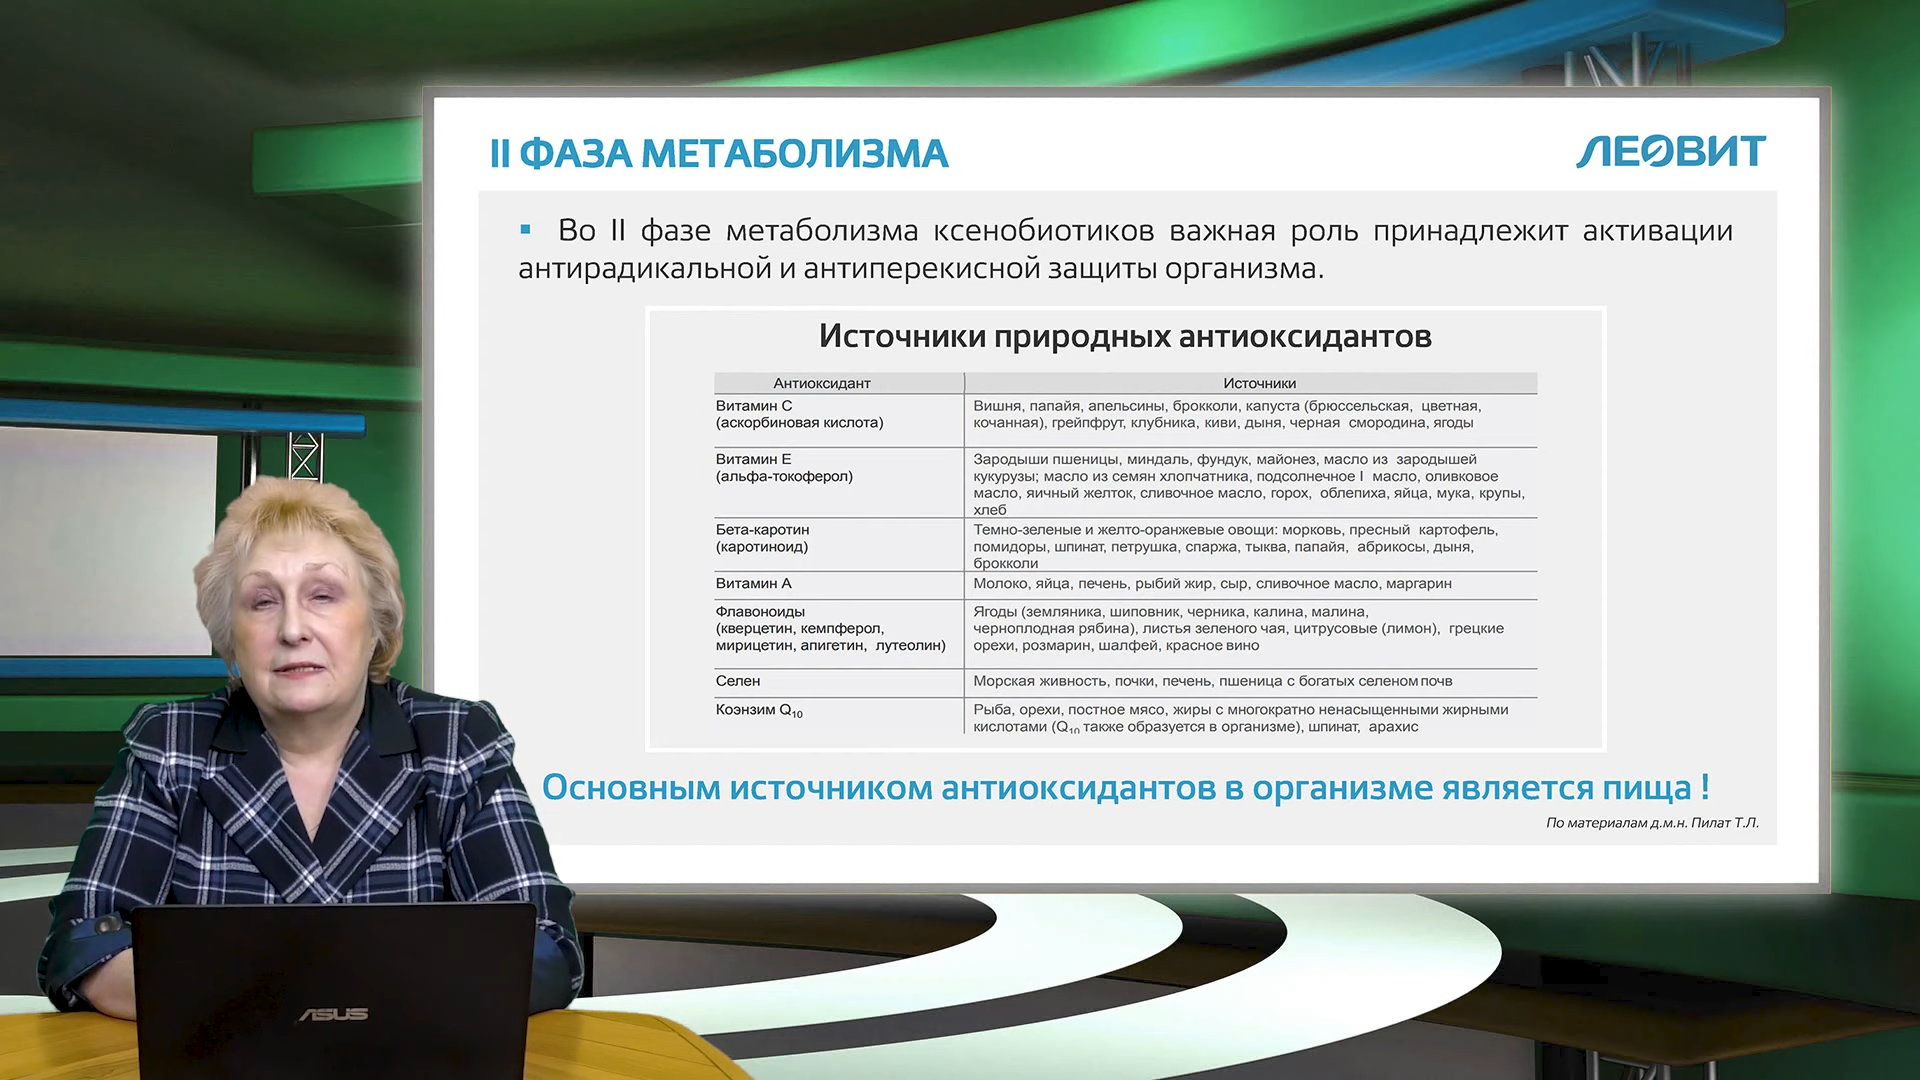 II ФАЗА МЕТАБОЛИЗМА
ЛЕОВИТ
▪ Во II фазе метаболизма ксенобиотиков важная роль принадлежит активации
антирадикальной и антиперекисной защиты организма.
Источники природных антиоксидантов
Антиоксидант
Источники
Витамин С
(аскорбиновая кислота)
Вишня, папайя, апельсины, брокколи, капуста (брюссельская, цветная,
кочанная), грейпфрут, клубника, киви, дыня, черная смородина, ягоды
Витамин Е
(альфа-токоферол)
Зародыши пшеницы, миндаль, фундук, майонез, масло из зародышей
кукурузы; масло из семян хлопчатника, подсолнечное I масло, оливковое
масло, яичный желток, сливочное масло, горох, облепиха, яйца, мука, крупы,
хлеб
Бета-каротин
(каротиноид)
Темно-зеленые и желто-оранжевые овощи: морковь, пресный картофель,
помидоры, шпинат, петрушка, спаржа, тыква, папайя, абрикосы, дыня,
брокколи
Витамин А
Молоко, яйца, печень, рыбий жир, сыр, сливочное масло, маргарин
Флавоноиды
(кверцетин, кемпферол,
мирицетин, апигетин, лутеолин)
Ягоды (земляника, шиповник, черника, калина, малина,
черноплодная рябина), листья зеленого чая, цитрусовые (лимон), грецкие
орехи, розмарин, шалфей, красное вино
Селен
Морская живность, почки, печень, пшеница с богатых селеном почв
Коэнзим Q10
Рыба, орехи, постное мясо, жиры с многократно ненасыщенными жирными
кислотами (Q10 также образуется в организме), шпинат, арахис
Основным источником антиоксидантов в организме является пища !
По материалам д.м.н. Пилат Т.Л.
ASUS